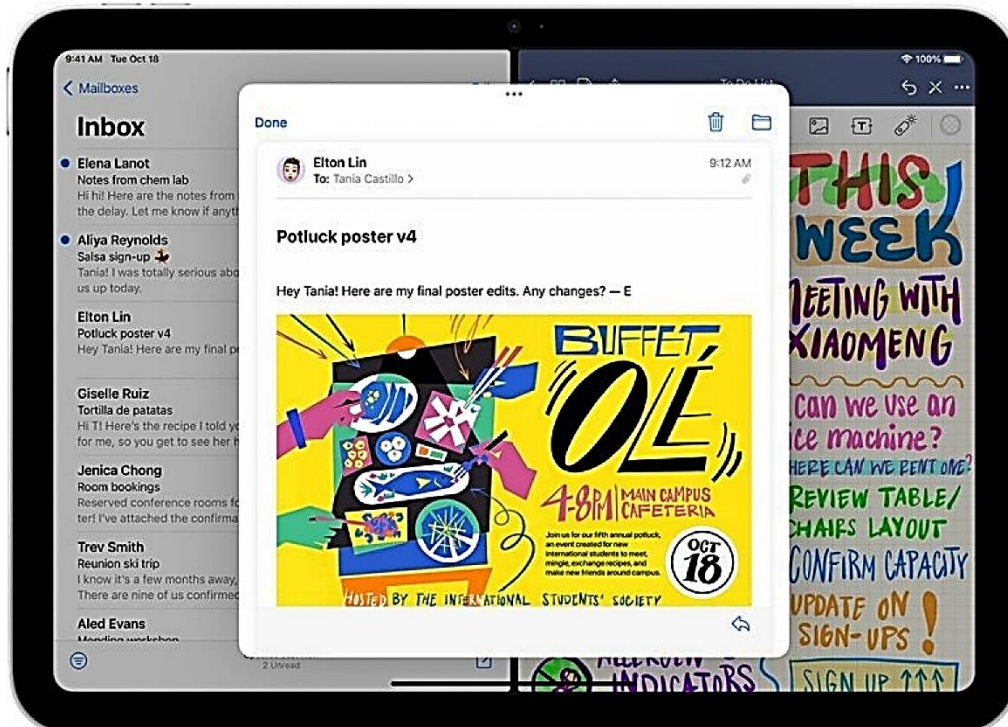 9:41 AM Tue Oct 18
100%
Mailboxes
Inbox
Elena Lanot
Notes from chem lab
Hi hi! Here are the notes from
the delay. Let me know if anyth
Aliya Reynolds
Salsa sign-up 💃
Tania! I was totally serious abo
us up today.
Elton Lin
Potluck poster v4
Hey Tania! Here are my final p
Giselle Ruiz
Tortilla de patatas
Hi T! Here's the recipe I told yo
for me, so you get to see her h
Jenica Chong
Room bookings
Reserved conference rooms fo
ter! I've attached the confirma
Trev Smith
Reunion ski trip
I know it's a few months away,
There are nine of us confirmed
Aled Evans
Mending workshop
2 Unread
Done
Elton Lin
9:12 AM
To: Tania Castillo >
Potluck poster v4
Hey Tania! Here are my final poster edits. Any changes? — E
BUFFET
OLÉ
4-8PM
MAIN CAMPUS
CAFETERIA
Join us for our fifth annual potluck,
an event created for new
international students to meet,
mingle, exchange recipes, and
make new friends around campus.
OCT
18
HOSTED BY THE INTERNATIONAL STUDENTS' SOCIETY
To Do List
THIS
WEEK
MEETING WITH
XIAOMENG
can we use an
ice machine?
WHERE CAN WE RENT ONE?
REVIEW TABLE/
CHAIRS LAYOUT
CONFIRM CAPACITY
UPDATE ON
SIGN-UPS!
INDICATORS
SIGN UP ↑↑↑